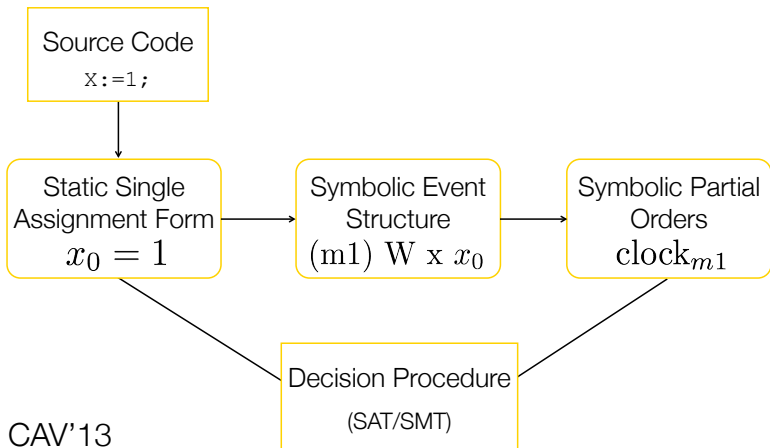 Source Code
X:=1;
Static Single
Assignment Form
x₀ = 1
Symbolic Event
Structure
(m1) W x x₀
Symbolic Partial
Orders
clockₘ₁
Decision Procedure
(SAT/SMT)
CAV'13